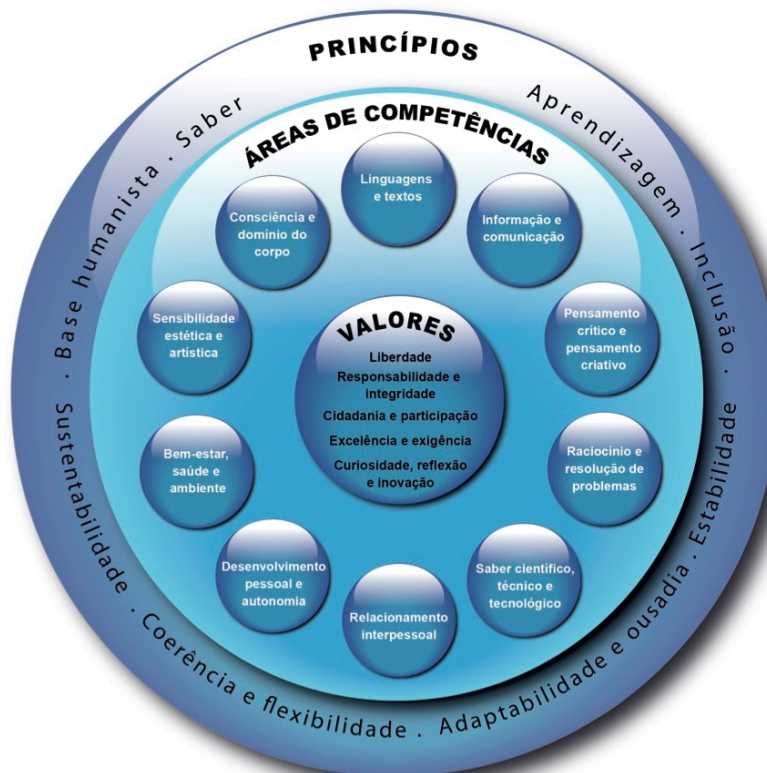 PRINCÍPIOS
Sustentabilidade . Base humanista . Saber
Aprendizagem . Inclusão .
Coerência e flexibilidade . Adaptabilidade e ousadia . Estabilidade
ÁREAS DE COMPETÊNCIAS
Linguagens
e textos
Informação e
comunicação
Pensamento
crítico e
pensamento
criativo
Raciocínio e
resolução de
problemas
Saber científico,
técnico e
tecnológico
Relacionamento
interpessoal
Desenvolvimento
pessoal e
autonomia
Bem-estar,
saúde e
ambiente
Sensibilidade
estética e
artística
Consciência e
domínio do
corpo
VALORES
Liberdade
Responsabilidade e
integridade
Cidadania e participação
Excelência e exigência
Curiosidade, reflexão
e inovação